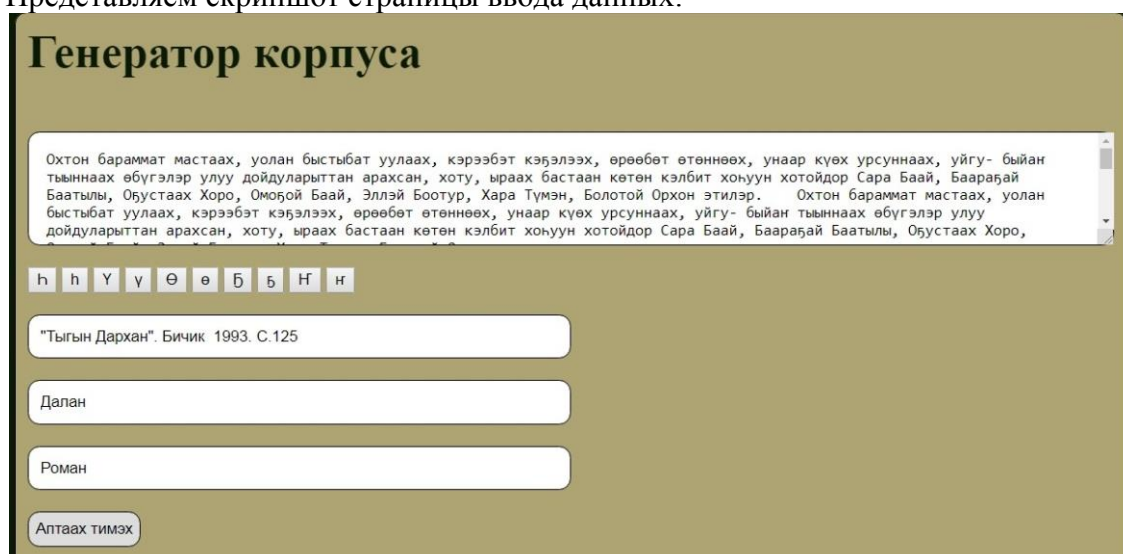 Представляем скриншот страницы ввода данных:
Генератор корпуса
Охтон бараммат мастаах, уолан быстыбат уулаах, кэрээбэт кэҕэлээх, өрөөбөт өтөннөөх, унаар күөх урсуннаах, уйгу- быйаҥ
тыыннаах өбүгэлэр улуу дойдуларыттан арахсан, хоту, ыраах бастаан көтөн кэлбит хоһуун хотойдор Сара Баай, Баараҕай
Баатылы, Оҕустаах Хоро, Омоҕой Баай, Эллэй Боотур, Хара Түмэн, Болотой Орхон этилэр. Охтон бараммат мастаах, уолан
быстыбат уулаах, кэрээбэт кэҕэлээх, өрөөбөт өтөннөөх, унаар күөх урсуннаах, уйгу- быйаҥ тыыннаах өбүгэлэр улуу
дойдуларыттан арахсан, хоту, ыраах бастаан көтөн кэлбит хоһуун хотойдор Сара Баай, Баараҕай Баатылы, Оҕустаах Хоро,
Һ һ Ү ү Ө ө Ҕ ҕ Ҥ ҥ
"Тыгын Дархан". Бичик 1993. С.125
Далан
Роман
Аптаах тимэх